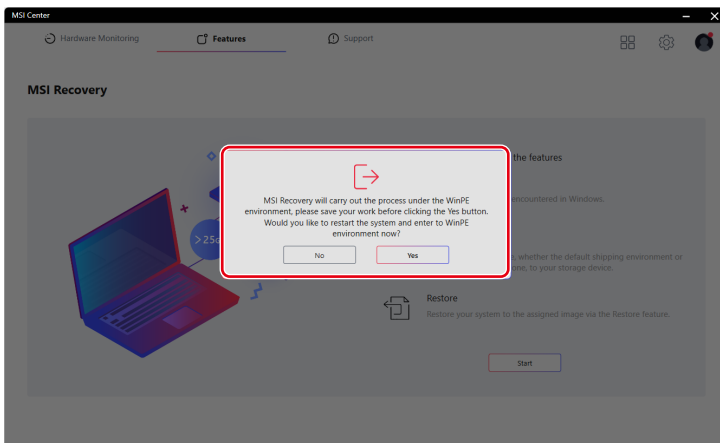 MSI Center
Hardware Monitoring
Features
Support
MSI Recovery
the features
encountered in Windows.
MSI Recovery will carry out the process under the WinPE
environment, please save your work before clicking the Yes button.
Would you like to restart the system and enter to WinPE
environment now?
No
Yes
>25
, whether the default shipping environment or
one, to your storage device.
Restore
Restore your system to the assigned image via the Restore feature.
Start